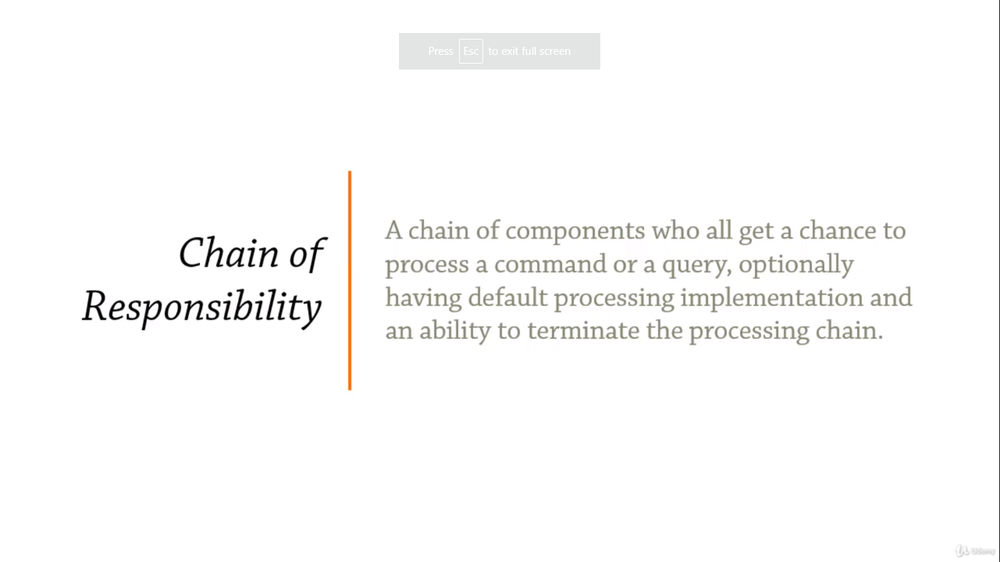 Press Esc to exit full screen
Chain of
Responsibility
A chain of components who all get a chance to
process a command or a query, optionally
having default processing implementation and
an ability to terminate the processing chain.
Udemy